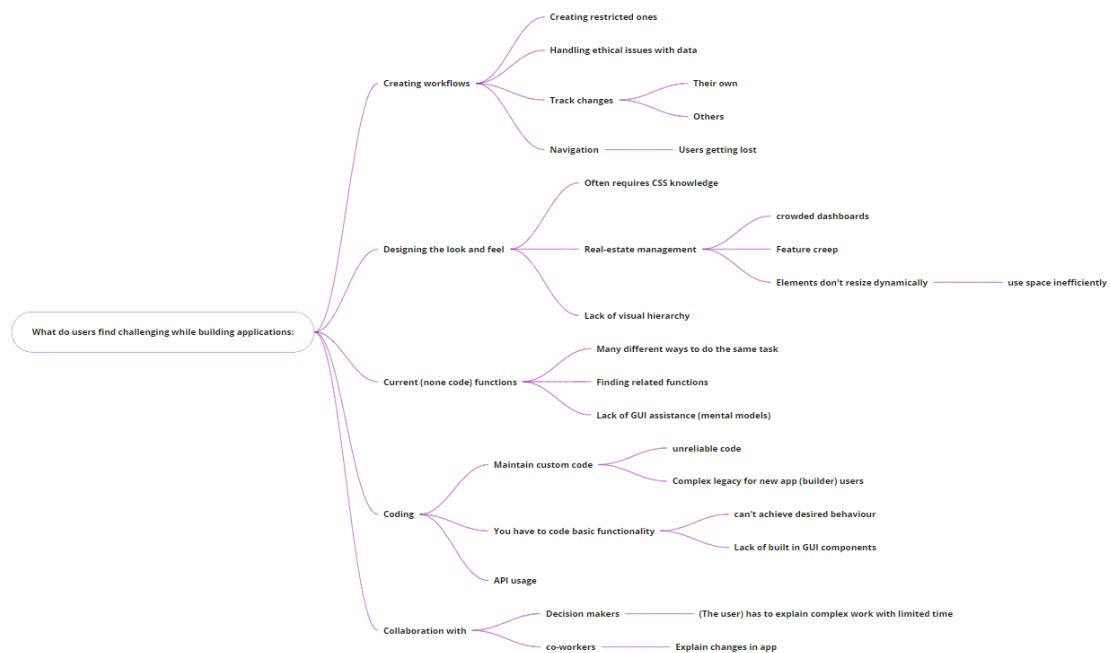 Creating restricted ones
Handling ethical issues with data
Creating workflows
Their own
Track changes
Others
Navigation
Users getting lost
Often requires CSS knowledge
crowded dashboards
Designing the look and feel
Real-estate management
Feature creep
Elements don't resize dynamically
use space inefficiently
Lack of visual hierarchy
What do users find challenging while building applications:
Many different ways to do the same task
Current (none code) functions
Finding related functions
Lack of GUI assistance (mental models)
unreliable code
Maintain custom code
Complex legacy for new app (builder) users
Coding
can't achieve desired behaviour
You have to code basic functionality
Lack of built in GUI components
API usage
Decision makers
(The user) has to explain complex work with limited time
Collaboration with
co-workers
Explain changes in app